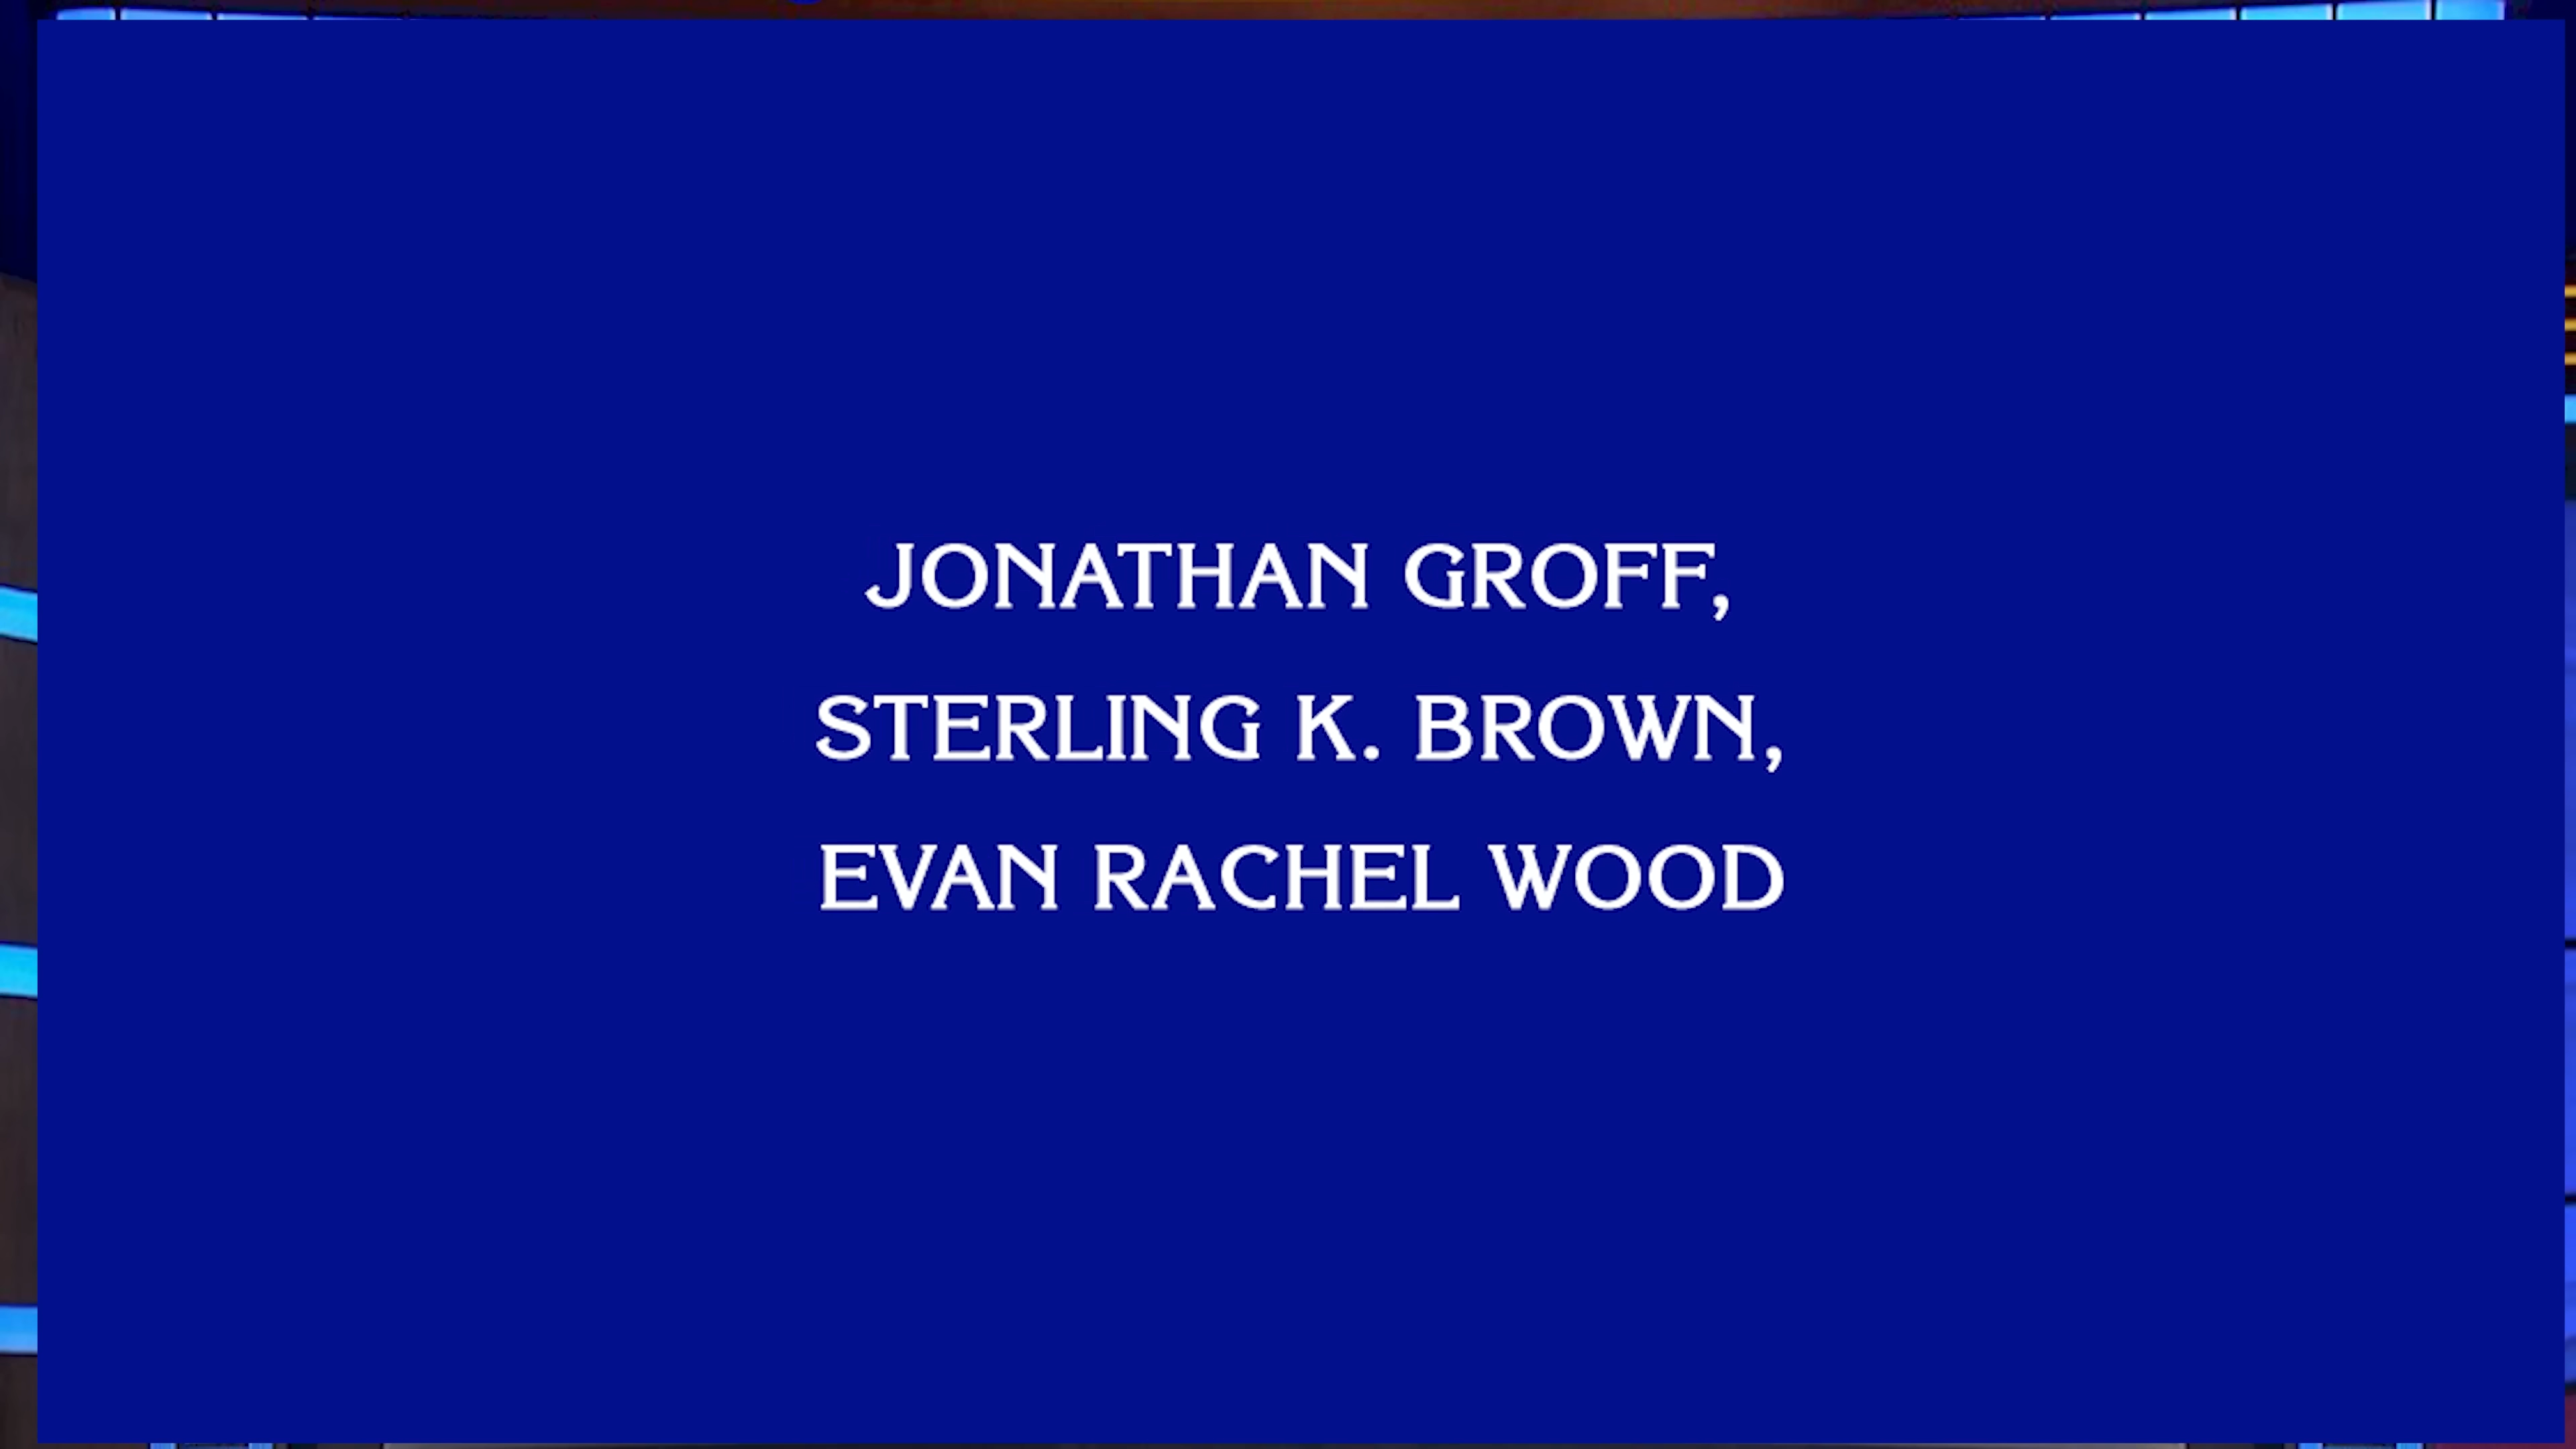 JONATHAN GROFF,
STERLING K. BROWN,
EVAN RACHEL WOOD